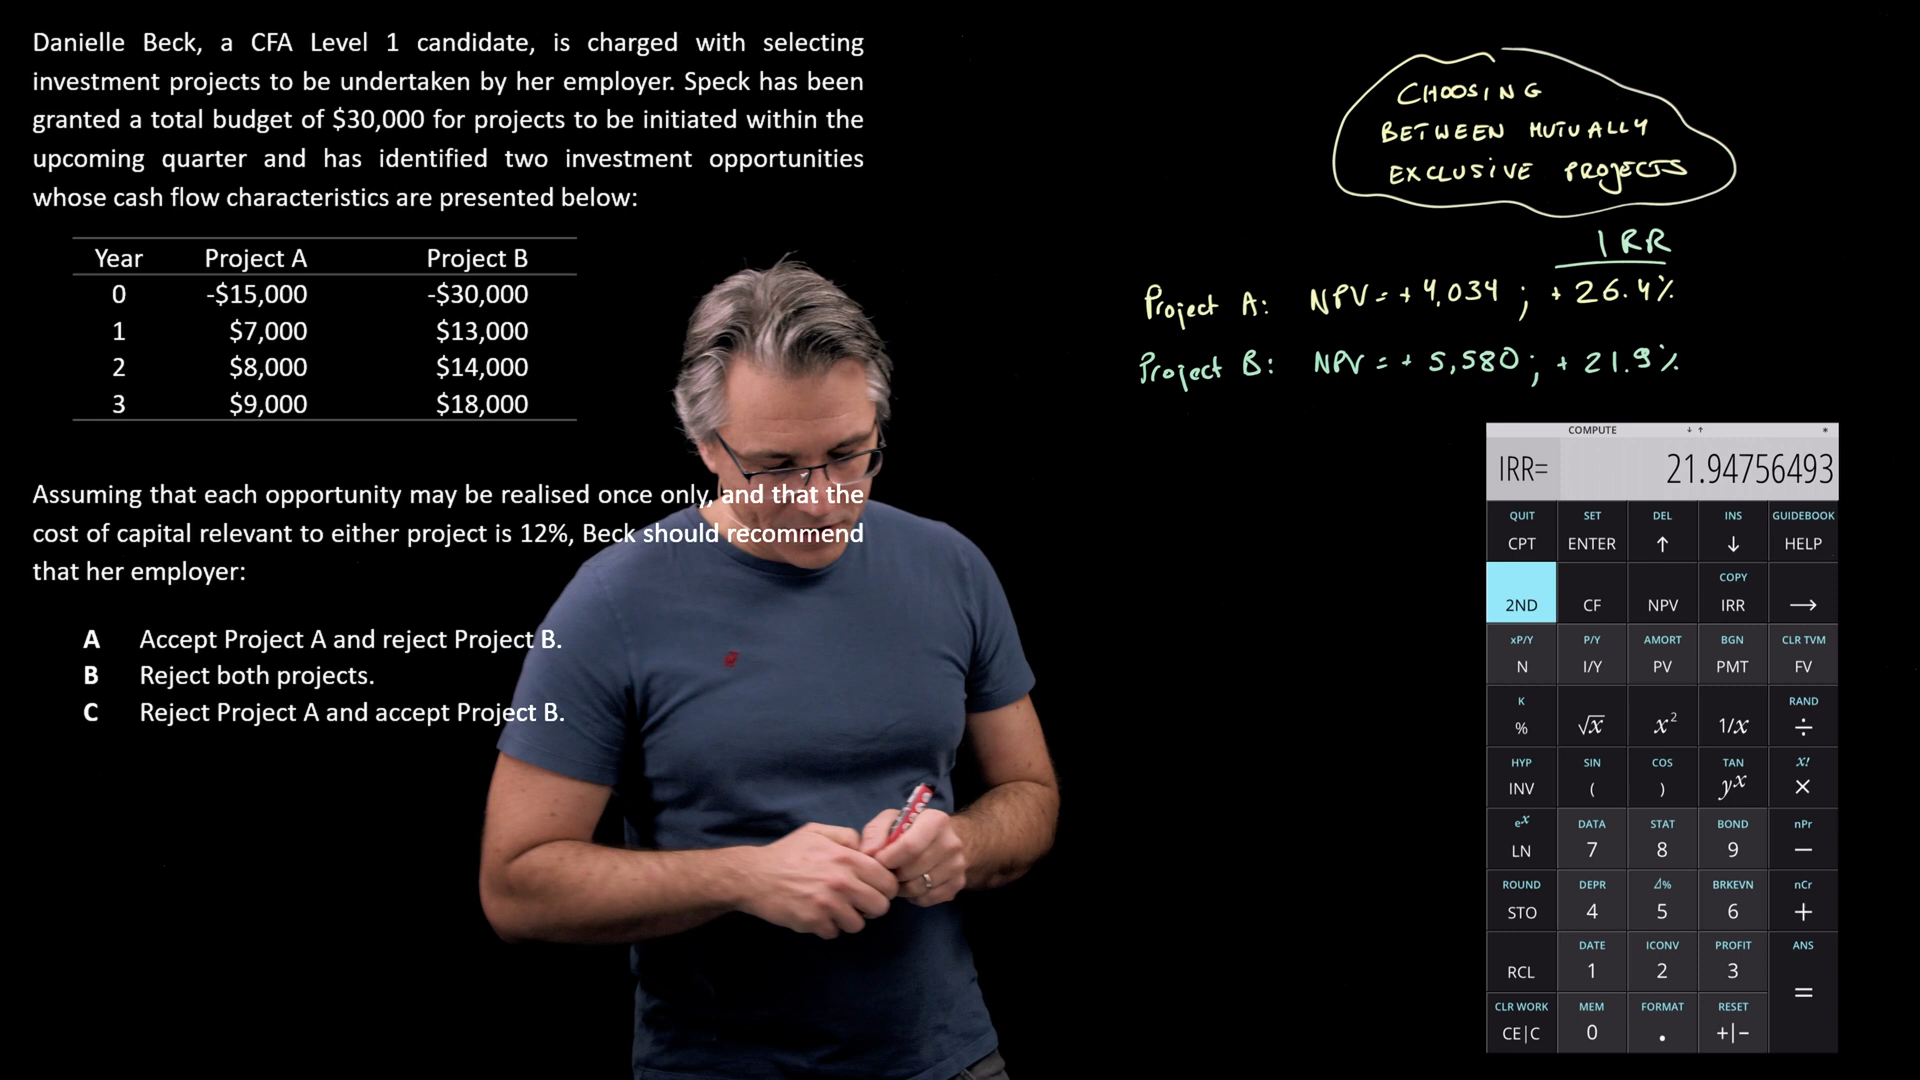 Danielle Beck, a CFA Level 1 candidate, is charged with selecting
investment projects to be undertaken by her employer. Speck has been
granted a total budget of $30,000 for projects to be initiated within the
upcoming quarter and has identified two investment opportunities
whose cash flow characteristics are presented below:
Year Project A Project B
0 -$15,000 -$30,000
1 $7,000 $13,000
2 $8,000 $14,000
3 $9,000 $18,000
Assuming that each opportunity may be realised once only, and that the
cost of capital relevant to either project is 12%, Beck should recommend
that her employer:
A Accept Project A and reject Project B.
B Reject both projects.
C Reject Project A and accept Project B.
CHOOSING
BETWEEN MUTUALLY
EXCLUSIVE PROJECTS
IRR
Project A: NPV = + 4,034 ; + 26.4%
Project B: NPV = + 5,580 ; + 21.9%
COMPUTE ↓ ↑ *
IRR= 21.94756493
QUIT SET DEL INS GUIDEBOOK
CPT ENTER ↑ ↓ HELP
COPY
2ND CF NPV IRR →
xP/Y P/Y AMORT BGN CLR TVM
N I/Y PV PMT FV
K RAND
% √x x² 1/x ÷
HYP SIN COS TAN x!
INV ( ) yˣ ×
eˣ DATA STAT BOND nPr
LN 7 8 9 −
ROUND DEPR Δ% BRKEVN nCr
STO 4 5 6 +
DATE ICONV PROFIT ANS
RCL 1 2 3 =
CLR WORK MEM FORMAT RESET
CE|C 0 . +|−